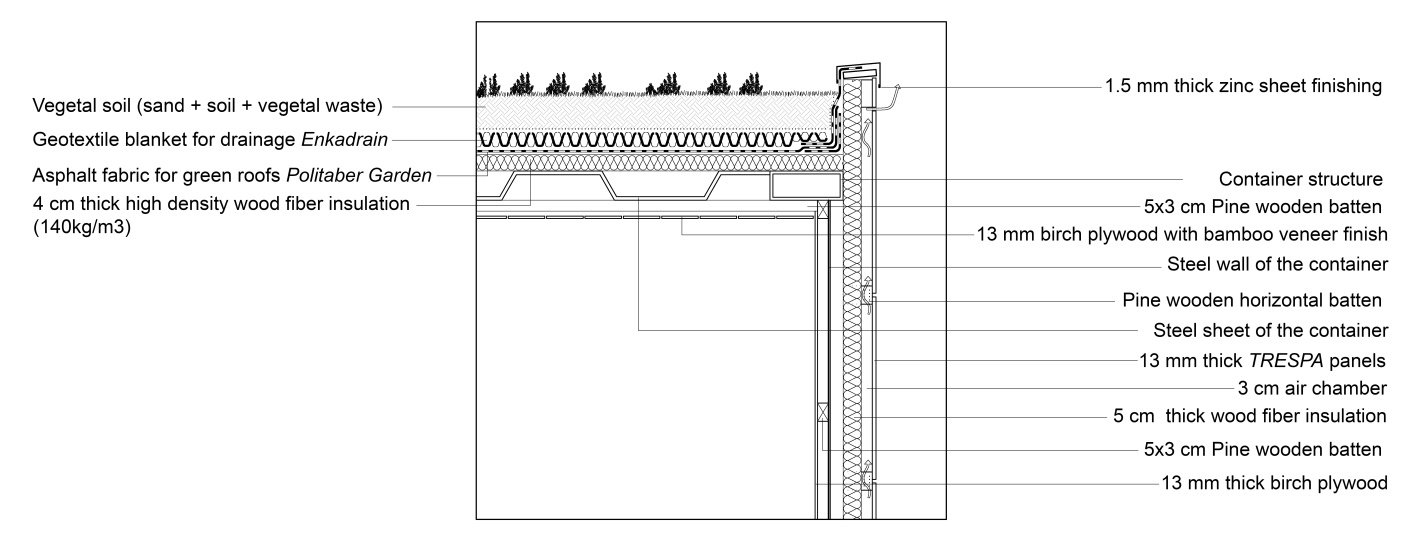 Vegetal soil (sand + soil + vegetal waste)
Geotextile blanket for drainage Enkadrain
Asphalt fabric for green roofs Politaber Garden
4 cm thick high density wood fiber insulation
(140kg/m3)
1.5 mm thick zinc sheet finishing
Container structure
5x3 cm Pine wooden batten
13 mm birch plywood with bamboo veneer finish
Steel wall of the container
Pine wooden horizontal batten
Steel sheet of the container
13 mm thick TRESPA panels
3 cm air chamber
5 cm  thick wood fiber insulation
5x3 cm Pine wooden batten
13 mm thick birch plywood